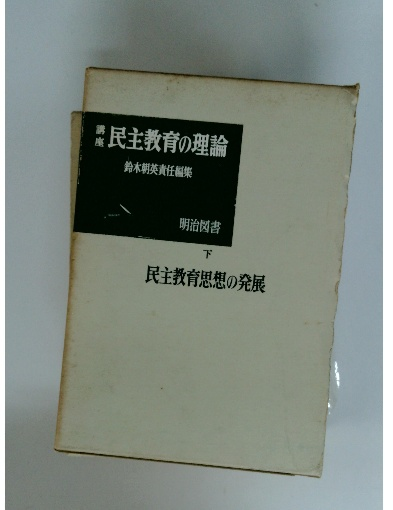 講座 民主教育の理論
鈴木朝英責任編集
明治図書
下
民主教育思想の発展